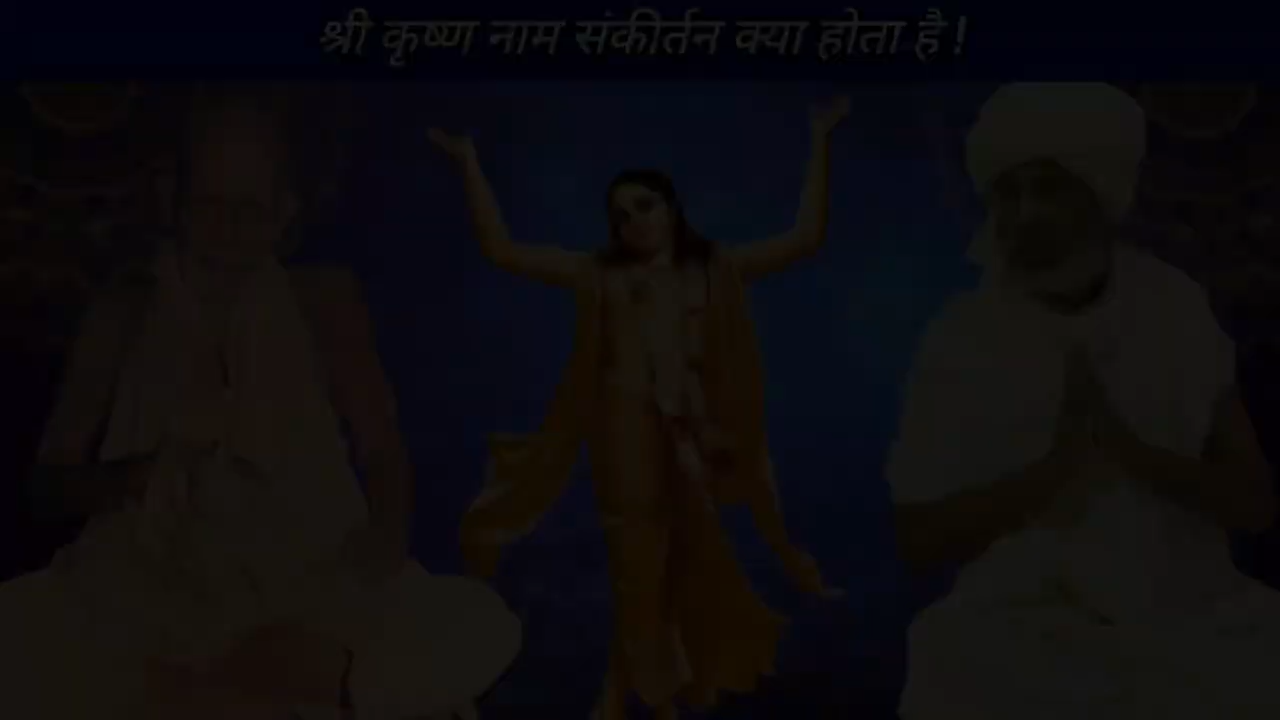 श्री कृष्ण नाम संकीर्तन क्या होता है !